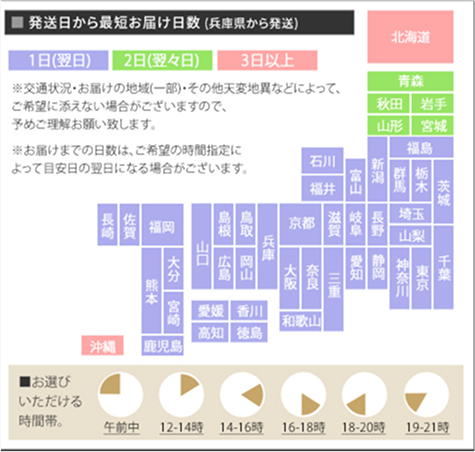 ■ 発送日から最短お届け日数 (兵庫県から発送)
1日(翌日) 2日(翌々日) 3日以上
※交通状況・お届けの地域(一部)・その他天変地異などによって、
ご希望に添えない場合がございますので、
予めご理解お願い致します。
※お届けまでの日数は、ご希望の時間指定に
よって目安日の翌日になる場合がございます。
北海道
青森
秋田 岩手
山形 宮城
福島
石川
福井
富山
新潟
群馬
栃木
茨城
長崎
佐賀
福岡
山口
島根
鳥取
兵庫
京都
滋賀
岐阜
長野
埼玉
山梨
広島
岡山
大阪
奈良
三重
愛知
静岡
神奈川
東京
千葉
熊本
大分
宮崎
愛媛 香川
高知 徳島
和歌山
沖縄
鹿児島
■お選び
いただける
時間帯。
午前中 12-14時 14-16時 16-18時 18-20時 19-21時